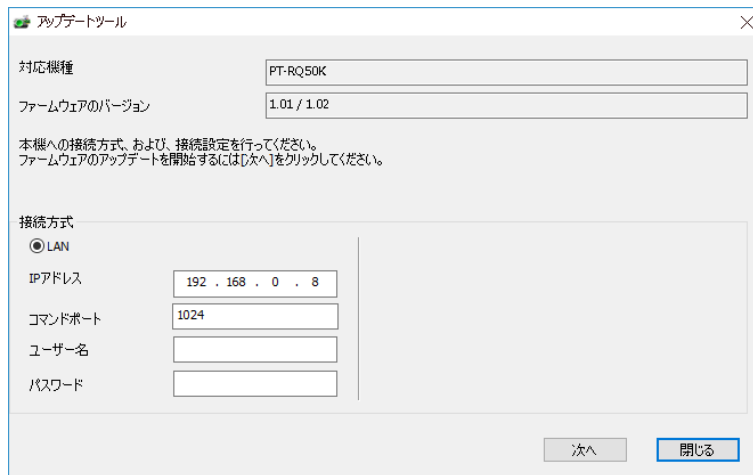 アップデートツール
対応機種
PT-RQ50K
ファームウェアのバージョン
1.01 / 1.02
本機への接続方式、および、接続設定を行ってください。
ファームウェアのアップデートを開始するには[次へ]をクリックしてください。
接続方式
LAN
IPアドレス
192 . 168 . 0 . 8
コマンドポート
1024
ユーザー名
パスワード
次へ
閉じる